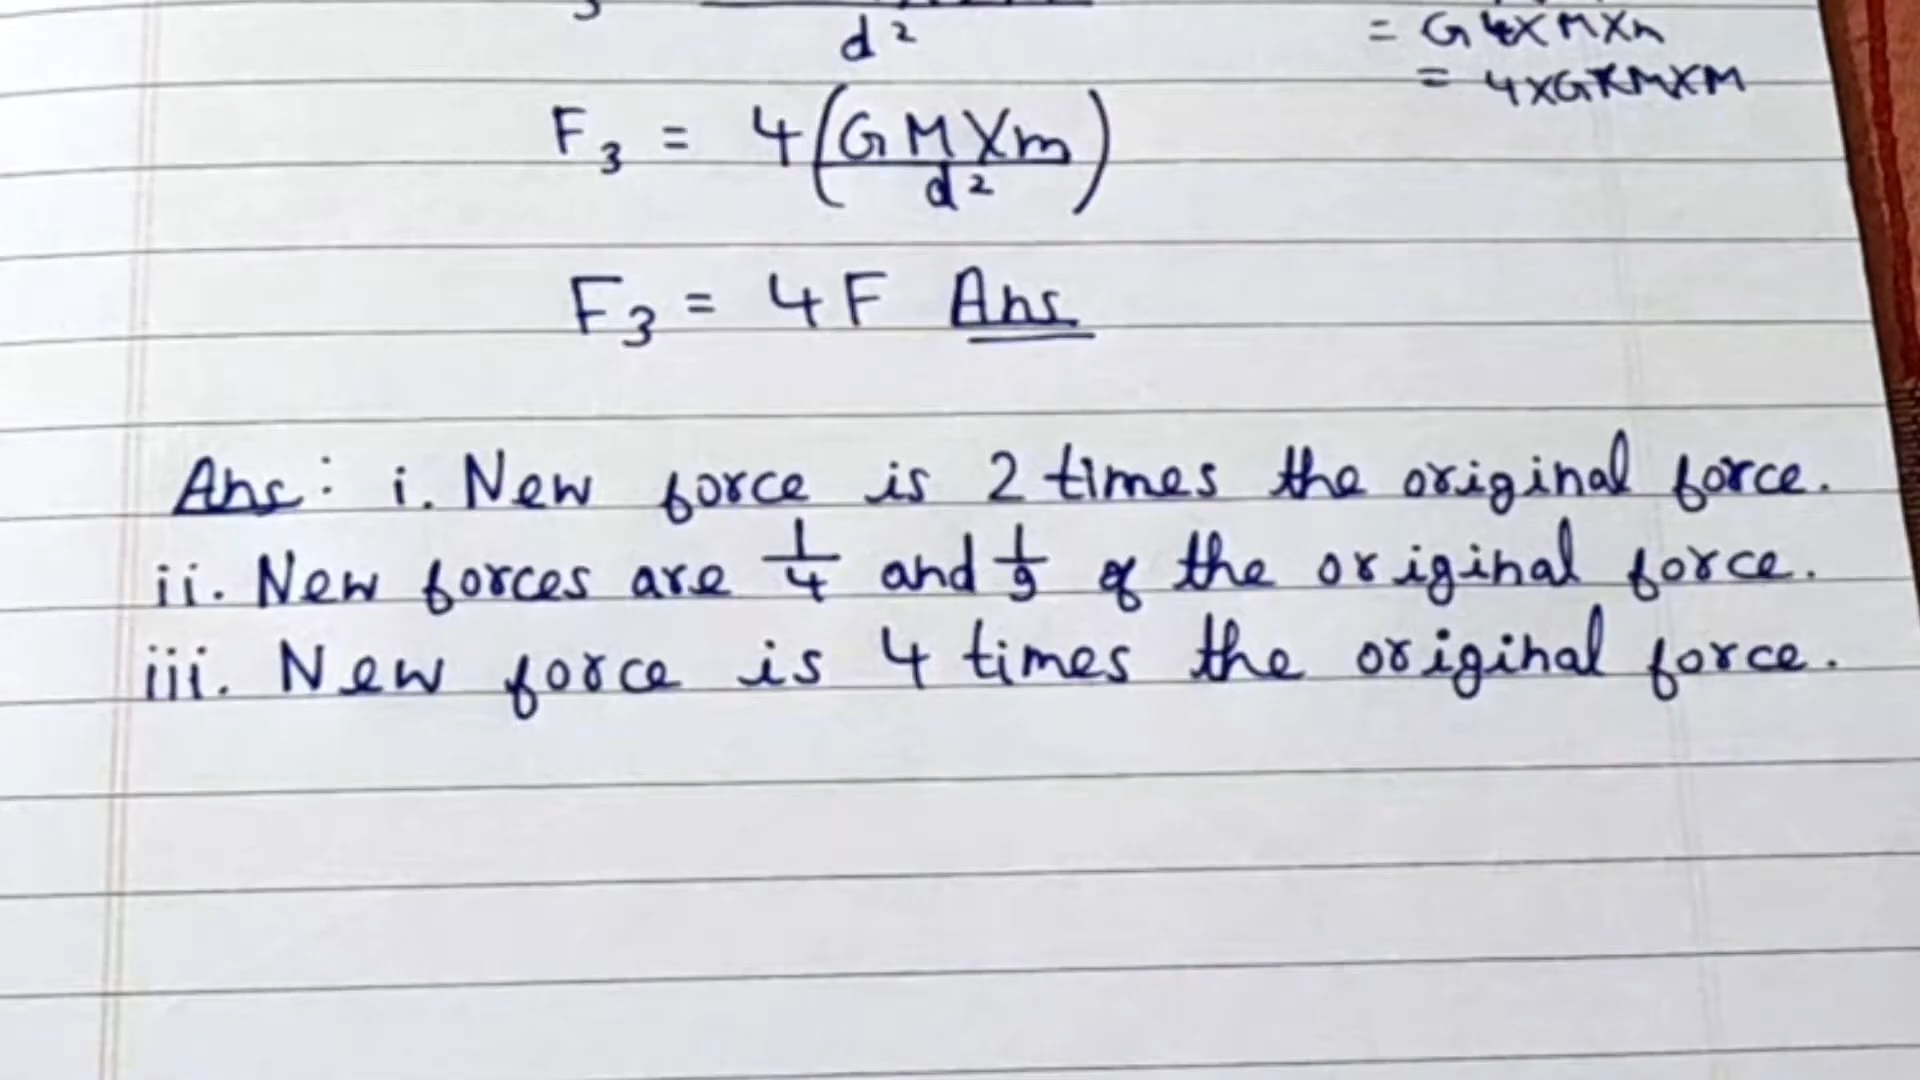 d²
= G 4 X M X m
= 4XGXMXM
F₃ = 4(GMXm/d²)
F₃ = 4F Ans
Ans: i. New force is 2 times the original force.
ii. New forces are 1/4 and 1/9 of the original force.
iii. New force is 4 times the original force.